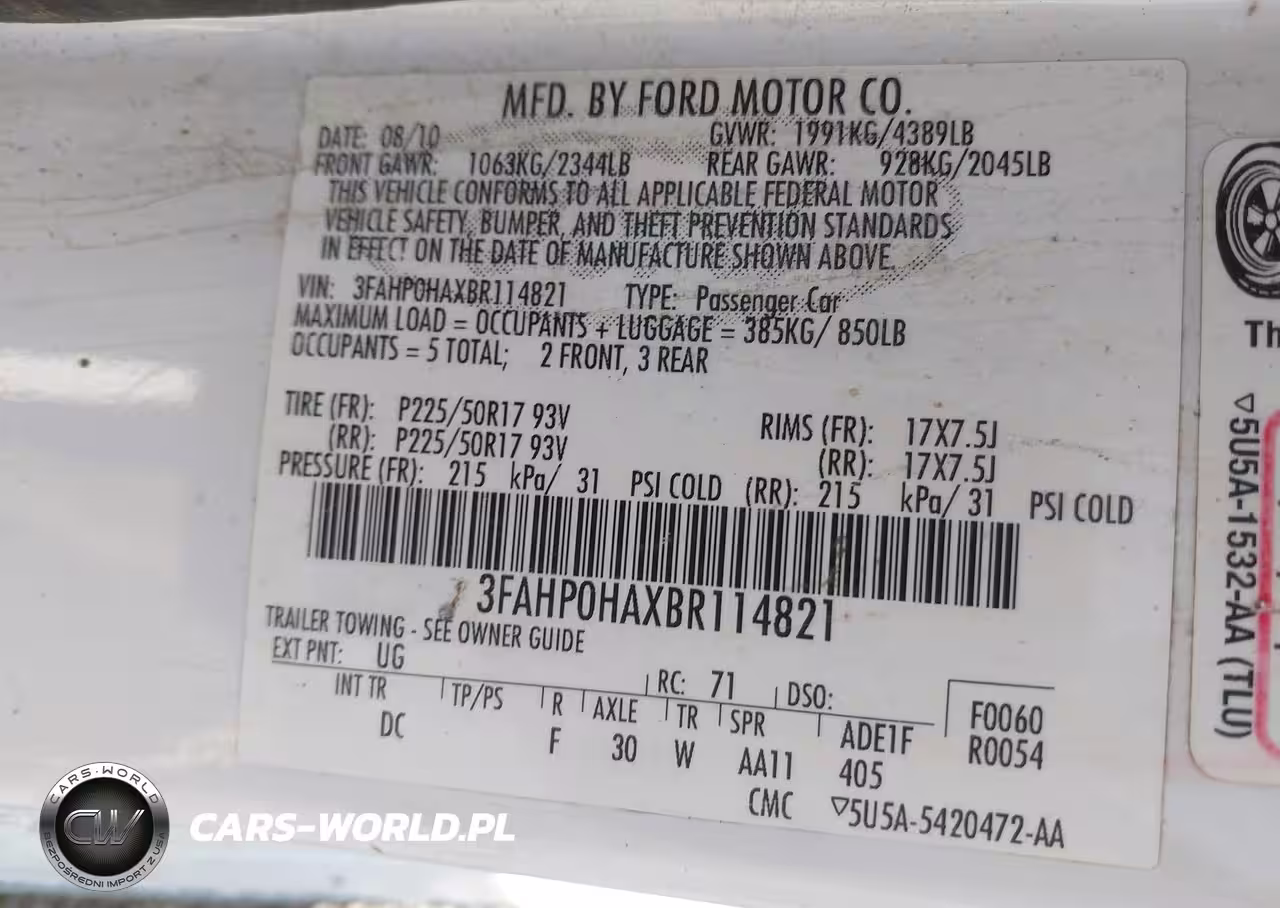 MFD. BY FORD MOTOR CO.
DATE: 08/10 GVWR: 1991KG/4389LB
FRONT GAWR: 1063KG/2344LB REAR GAWR: 928KG/2045LB
THIS VEHICLE CONFORMS TO ALL APPLICABLE FEDERAL MOTOR
VEHICLE SAFETY, BUMPER, AND THEFT PREVENTION STANDARDS
IN EFFECT ON THE DATE OF MANUFACTURE SHOWN ABOVE.
VIN: 3FAHP0HAXBR114821 TYPE: Passenger Car
MAXIMUM LOAD = OCCUPANTS + LUGGAGE = 385KG/ 850LB
OCCUPANTS = 5 TOTAL; 2 FRONT, 3 REAR
TIRE (FR): P225/50R17 93V RIMS (FR): 17X7.5J
(RR): P225/50R17 93V (RR): 17X7.5J
PRESSURE (FR): 215 kPa/ 31 PSI COLD (RR): 215 kPa/ 31 PSI COLD
3FAHP0HAXBR114821
TRAILER TOWING - SEE OWNER GUIDE
EXT PNT: UG RC: 71 DSO:
INT TR TP/PS R AXLE TR SPR ADE1F F0060
DC F 30 W AA11 405 R0054
CMC ▽5U5A-5420472-AA
Th
▽5U5A-1532-AA (TLU)
CARS-WORLD
CW
BEZPOŚREDNI IMPORT Z USA
CARS-WORLD.PL